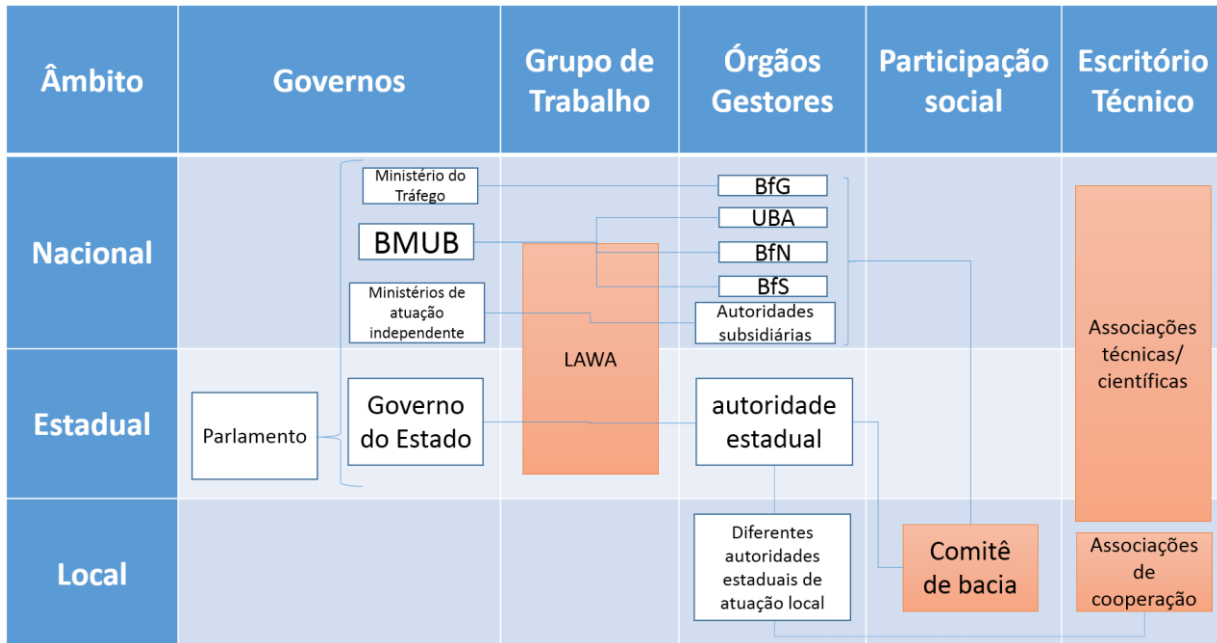 Âmbito
Governos
Grupo de
Trabalho
Órgãos
Gestores
Participação
social
Escritório
Técnico
Nacional
Ministério do
Tráfego
BMUB
Ministérios de
atuação
independente
BfG
UBA
BfN
BfS
Autoridades
subsidiárias
LAWA
Associações
técnicas/
científicas
Estadual
Parlamento
Governo
do Estado
autoridade
estadual
Local
Diferentes
autoridades
estaduais de
atuação local
Comitê
de bacia
Associações
de
cooperação